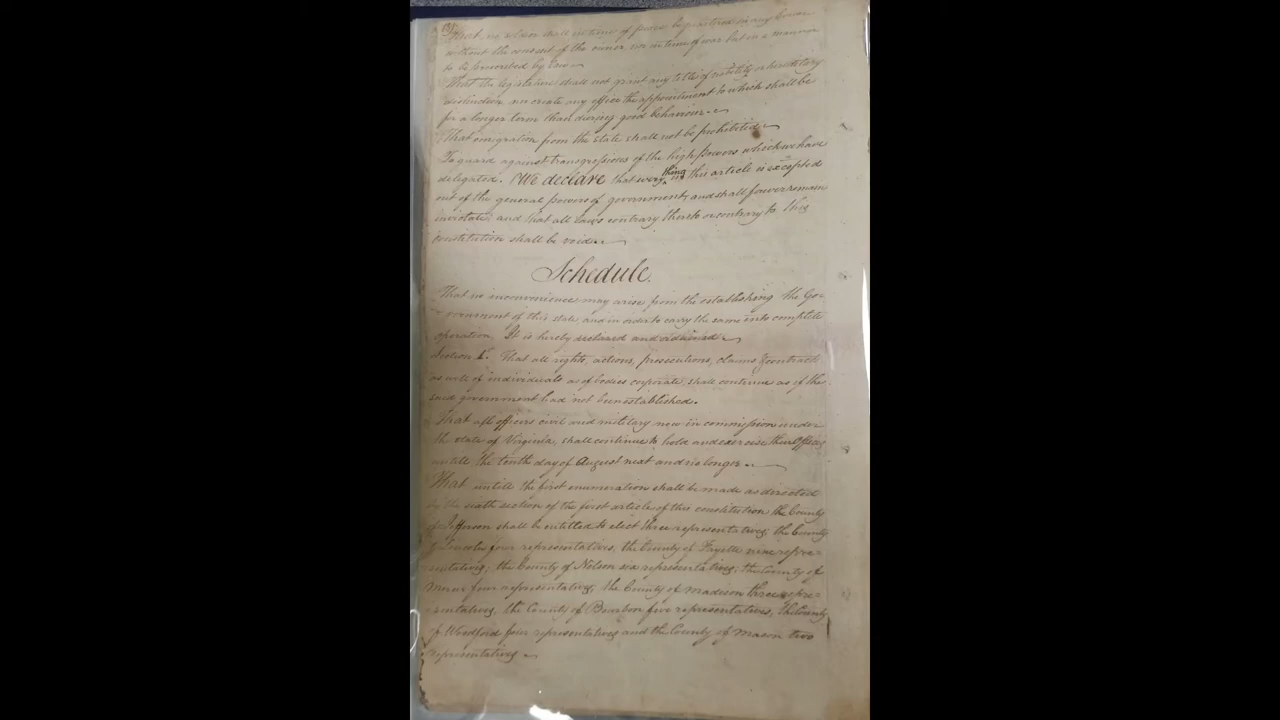 That no soldier shall in time of peace be quartered in any house
without the consent of the owner, nor in time of war but in a manner
to be prescribed by law.
That the legislature shall not grant any title of nobility or hereditary
distinction, nor create any office the appointment to which shall be
for a longer term than during good behaviour.
That emigration from the state shall not be prohibited.
To guard against transgressions of the high powers which we have
delegated. We declare that every thing in this article is excepted
out of the general powers of government, and shall forever remain
inviolate; and that all laws contrary thereto or contrary to this
constitution shall be void.
Schedule.
That no inconvenience may arise from the establishing the Go-
vernment of this state, and in order to carry the same into complete
operation, It is hereby declared and ordained
Section 1st. That all rights, actions, prosecutions, claims & contracts
as well of individuals as of bodies corporate, shall continue as if the
said government had not been established.
That all officers civil and military now in commission under
the state of Virginia, shall continue to hold and exercise their offices
untill the tenth day of August next and no longer.
That untill the first enumeration shall be made as directed
by the sixth section of the first article of this constitution the County
of Jefferson shall be entitled to elect three representatives; the County
of Lincoln four representatives, the County of Fayette nine repre-
sentatives, the County of Nelson six representatives, the County of
Mercer four representatives, the County of Madison three repre-
sentatives, the County of Bourbon five representatives, the County
of Woodford four representatives and the County of Mason two
representatives